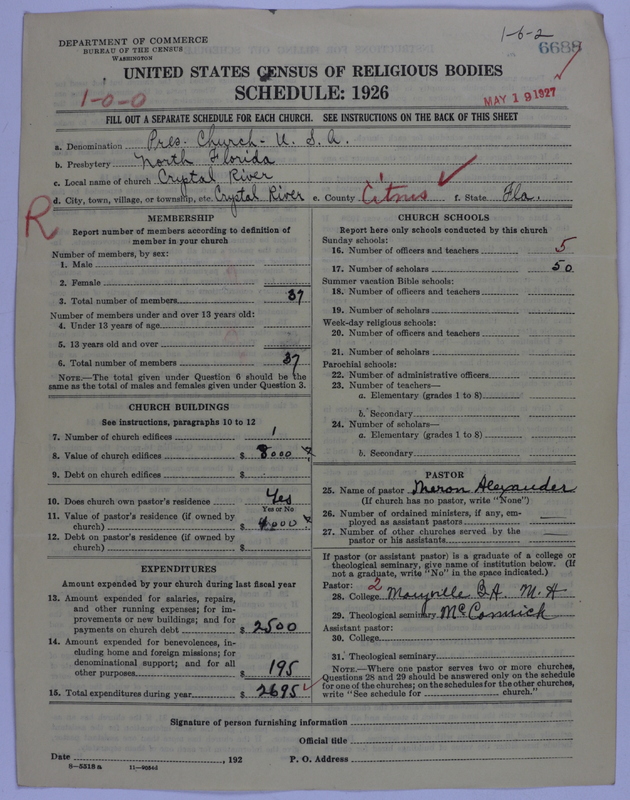 DEPARTMENT OF COMMERCE
BUREAU OF THE CENSUS
WASHINGTON
1-6-2
6688
UNITED STATES CENSUS OF RELIGIOUS BODIES
SCHEDULE: 1926
1-0-0
MAY 19 1927
FILL OUT A SEPARATE SCHEDULE FOR EACH CHURCH. SEE INSTRUCTIONS ON THE BACK OF THIS SHEET
a. Denomination Pres. Church - U. S. A.
b. Presbytery North Florida
c. Local name of church Crystal River
d. City, town, village, or township, etc. Crystal River e. County Citrus f. State Fla.
R
MEMBERSHIP
Report number of members according to definition of
member in your church
Number of members, by sex:
1. Male
2. Female
3. Total number of members 37
Number of members under and over 13 years old:
4. Under 13 years of age
5. 13 years old and over
6. Total number of members 37
NOTE.—The total given under Question 6 should be the
same as the total of males and females given under Question 3.
CHURCH BUILDINGS
See instructions, paragraphs 10 to 12
7. Number of church edifices 1
8. Value of church edifices $ 8000
9. Debt on church edifices $
10. Does church own pastor's residence Yes
Yes or No
11. Value of pastor's residence (if owned by
church) $ 4000
12. Debt on pastor's residence (if owned by
church) $
EXPENDITURES
Amount expended by your church during last fiscal year
13. Amount expended for salaries, repairs,
and other running expenses; for im-
provements or new buildings; and for
payments on church debt $ 2500
14. Amount expended for benevolences, in-
cluding home and foreign missions; for
denominational support; and for all
other purposes $ 195
15. Total expenditures during year $ 2695
CHURCH SCHOOLS
Report here only schools conducted by this church
Sunday schools:
16. Number of officers and teachers 5
17. Number of scholars 50
Summer vacation Bible schools:
18. Number of officers and teachers
19. Number of scholars
Week-day religious schools:
20. Number of officers and teachers
21. Number of scholars
Parochial schools:
22. Number of administrative officers
23. Number of teachers—
a. Elementary (grades 1 to 8)
b. Secondary
24. Number of scholars—
a. Elementary (grades 1 to 8)
b. Secondary
PASTOR
25. Name of pastor Theron Alexander
(If church has no pastor, write "None")
26. Number of ordained ministers, if any, em-
ployed as assistant pastors
27. Number of other churches served by the
pastor or his assistants
If pastor (or assistant pastor) is a graduate of a college or
theological seminary, give name of institution below. (If
not a graduate, write "No" in the space indicated.)
Pastor: 2
28. College Maryville B.A. M.A
29. Theological seminary McCormick
Assistant pastor:
30. College
31. Theological seminary
NOTE.—Where one pastor serves two or more churches,
Questions 28 and 29 should be answered only on the schedule
for one of the churches; on the schedules for the other churches,
write "See schedule for church."
Signature of person furnishing information
Official title
Date , 192 P. O. Address
8—5518 a 11—9054d